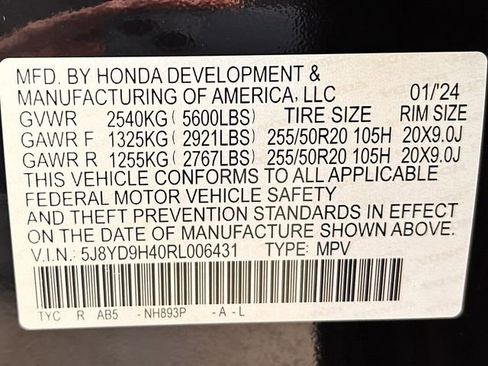 MFD. BY HONDA DEVELOPMENT &
MANUFACTURING OF AMERICA, LLC 01/'24
GVWR 2540KG (5600LBS) TIRE SIZE RIM SIZE
GAWR F 1325KG (2921LBS) 255/50R20 105H 20X9.0J
GAWR R 1255KG (2767LBS) 255/50R20 105H 20X9.0J
THIS VEHICLE CONFORMS TO ALL APPLICABLE
FEDERAL MOTOR VEHICLE SAFETY
AND THEFT PREVENTION STANDARDS IN EFFECT
ON THE DATE OF MANUFACTURE SHOWN ABOVE.
V.I.N.: 5J8YD9H40RL006431 TYPE: MPV
TYC R AB5 - NH893P - A - L